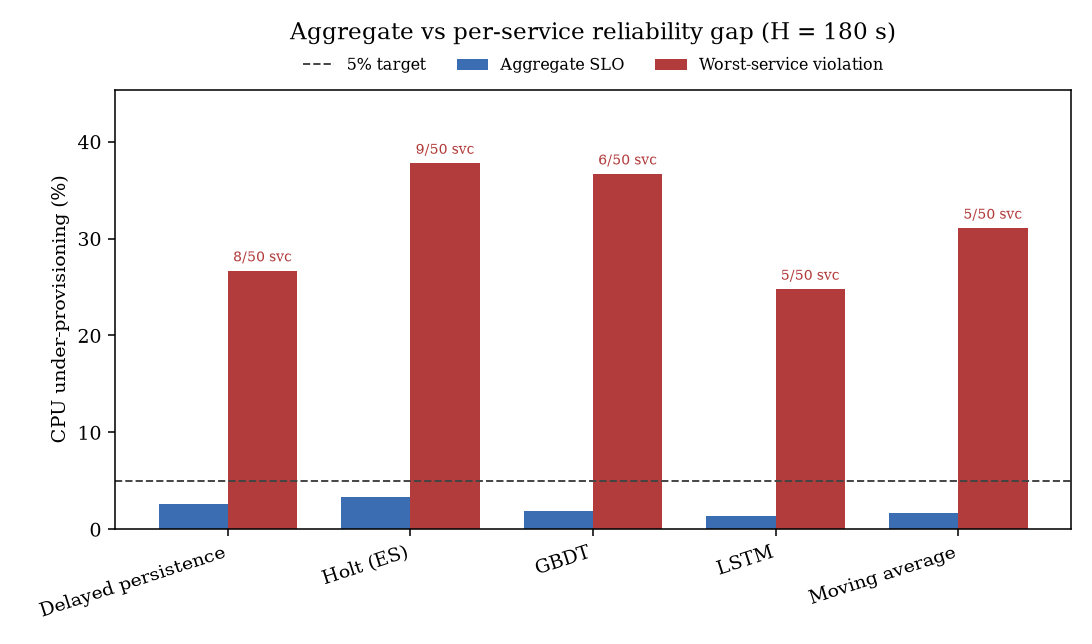 Aggregate vs per-service reliability gap (H = 180 s)
5% target
Aggregate SLO
Worst-service violation
CPU under-provisioning (%)
40
30
20
10
0
8/50 svc
9/50 svc
6/50 svc
5/50 svc
5/50 svc
Delayed persistence
Holt (ES)
GBDT
LSTM
Moving average